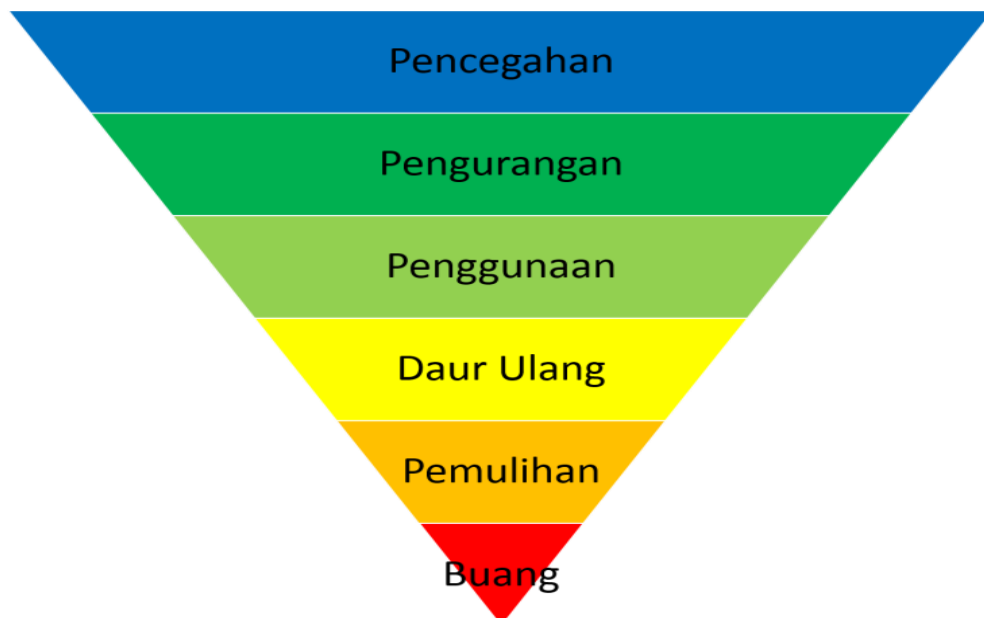 Pencegahan
Pengurangan
Penggunaan
Daur Ulang
Pemulihan
Buang